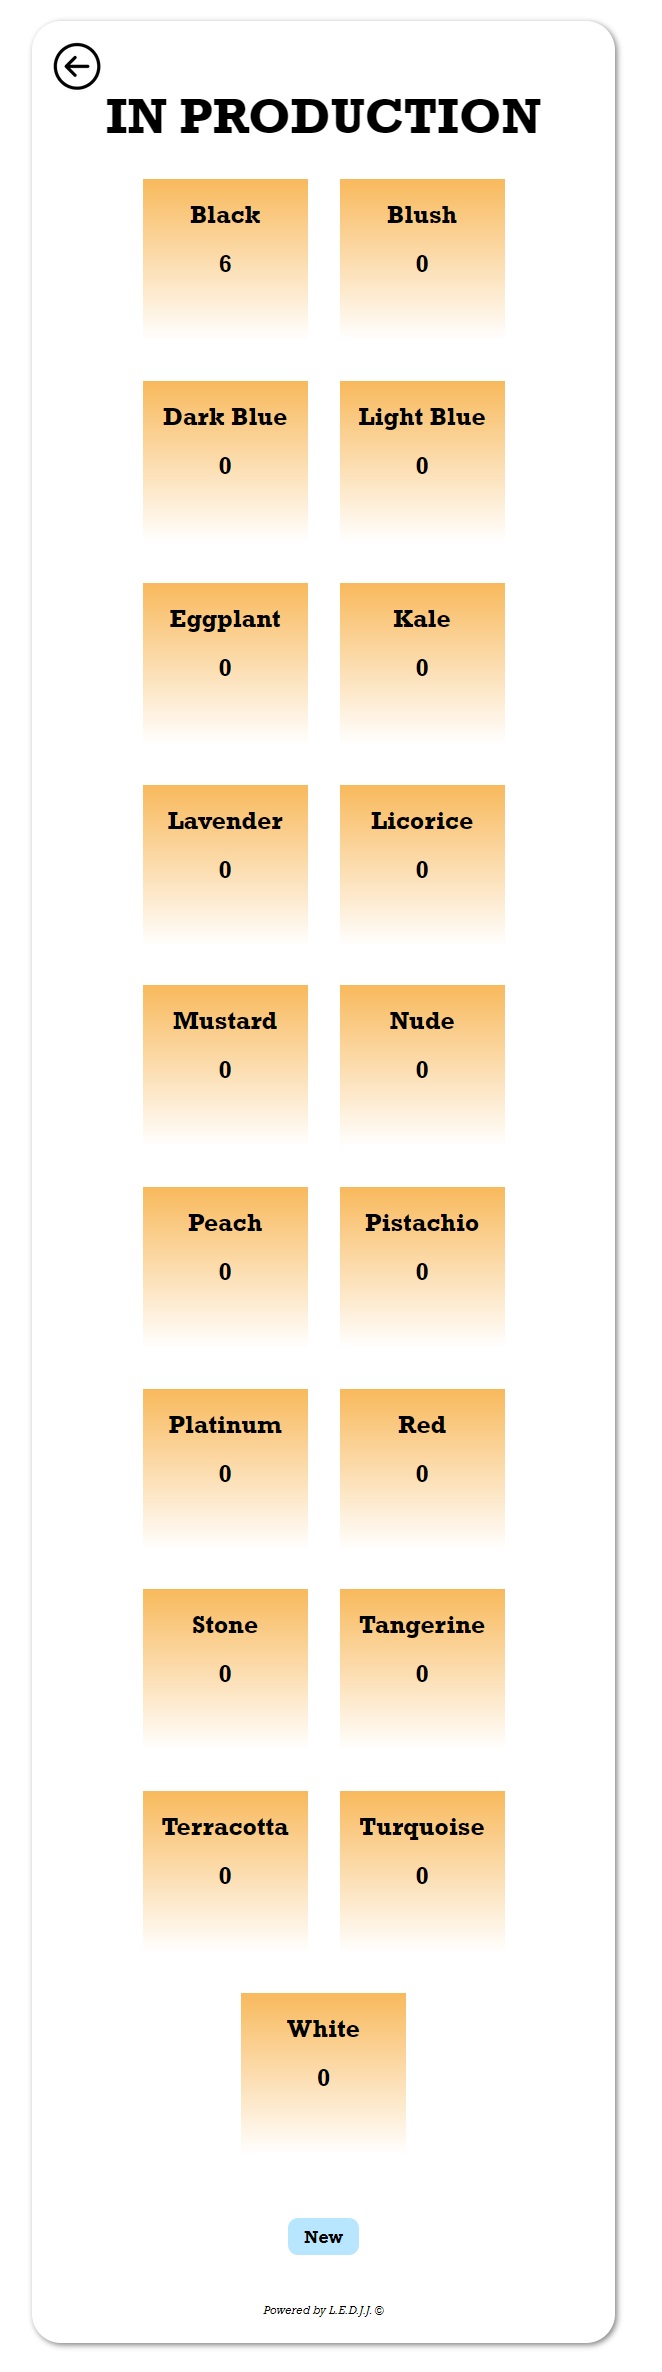 IN PRODUCTION
Black Blush
6 0
Dark Blue Light Blue
0 0
Eggplant Kale
0 0
Lavender Licorice
0 0
Mustard Nude
0 0
Peach Pistachio
0 0
Platinum Red
0 0
Stone Tangerine
0 0
Terracotta Turquoise
0 0
White
0
New
Powered by L.E.D.J.J. ©